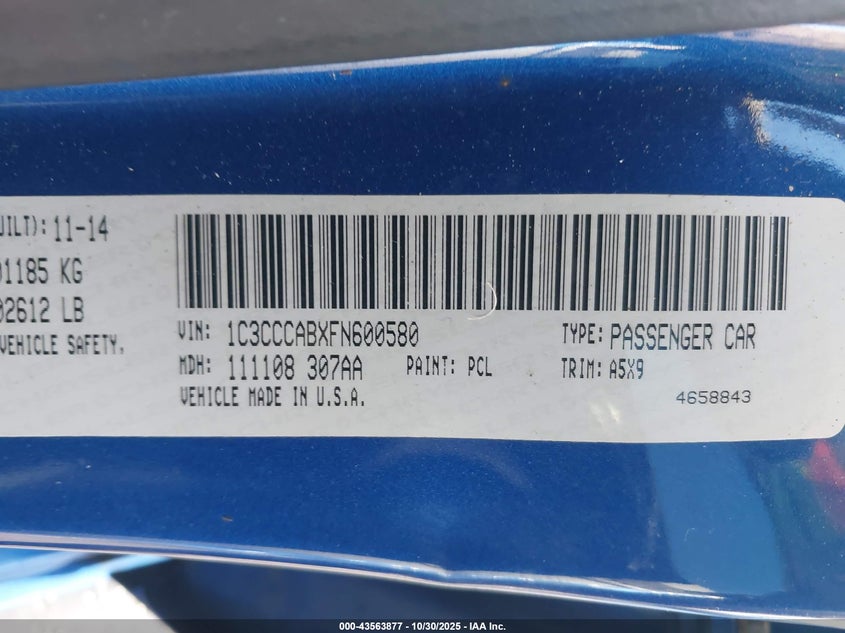 UILT): 11-14
01185 KG
02612 LB
VEHICLE SAFETY.
VIN: 1C3CCCABXFN600580 TYPE: PASSENGER CAR
MDH: 111108 307AA PAINT: PCL TRIM: A5X9
VEHICLE MADE IN U.S.A. 4658843
000-43563877 - 10/30/2025 - IAA Inc.